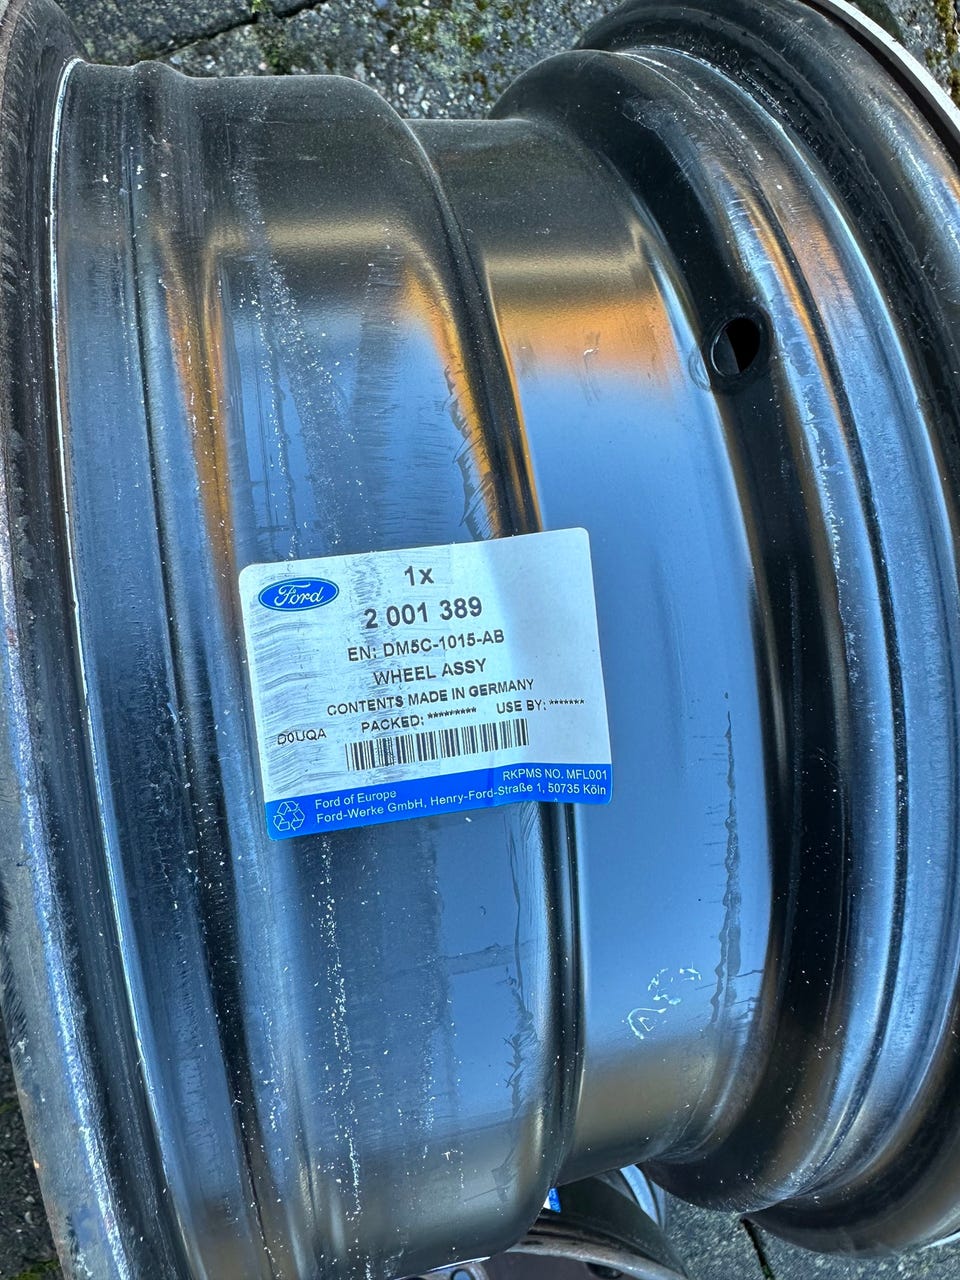 Ford
1x
2 001 389
EN: DM5C-1015-AB
WHEEL ASSY
CONTENTS MADE IN GERMANY
PACKED: ********* USE BY: *******
D0UQA
RKPMS NO. MFL001
Ford of Europe
Ford-Werke GmbH, Henry-Ford-Straße 1, 50735 Köln